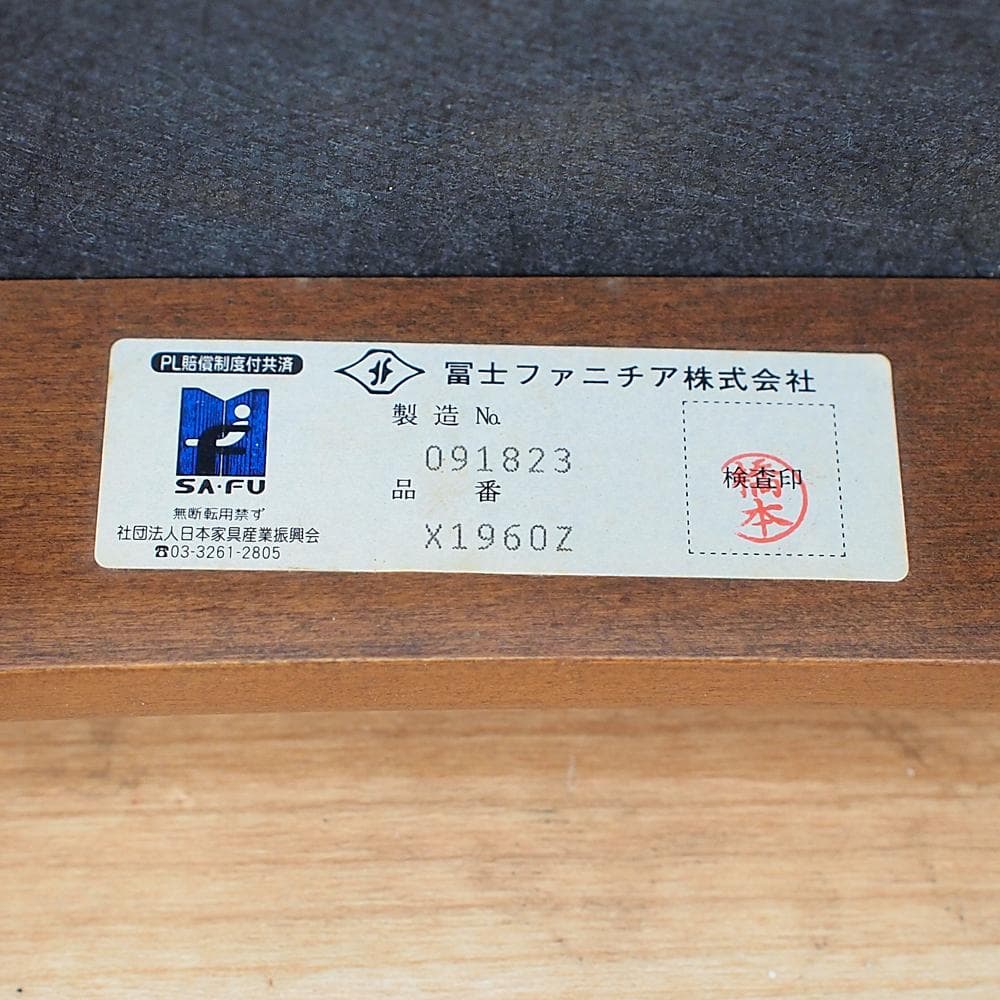 PL賠償制度付共済
SA·FU
無断転用禁ず
社団法人日本家具産業振興会
☎03-3261-2805
冨士ファニチア株式会社
製造 No.
091823
品番
X1960Z
検査印
橋本